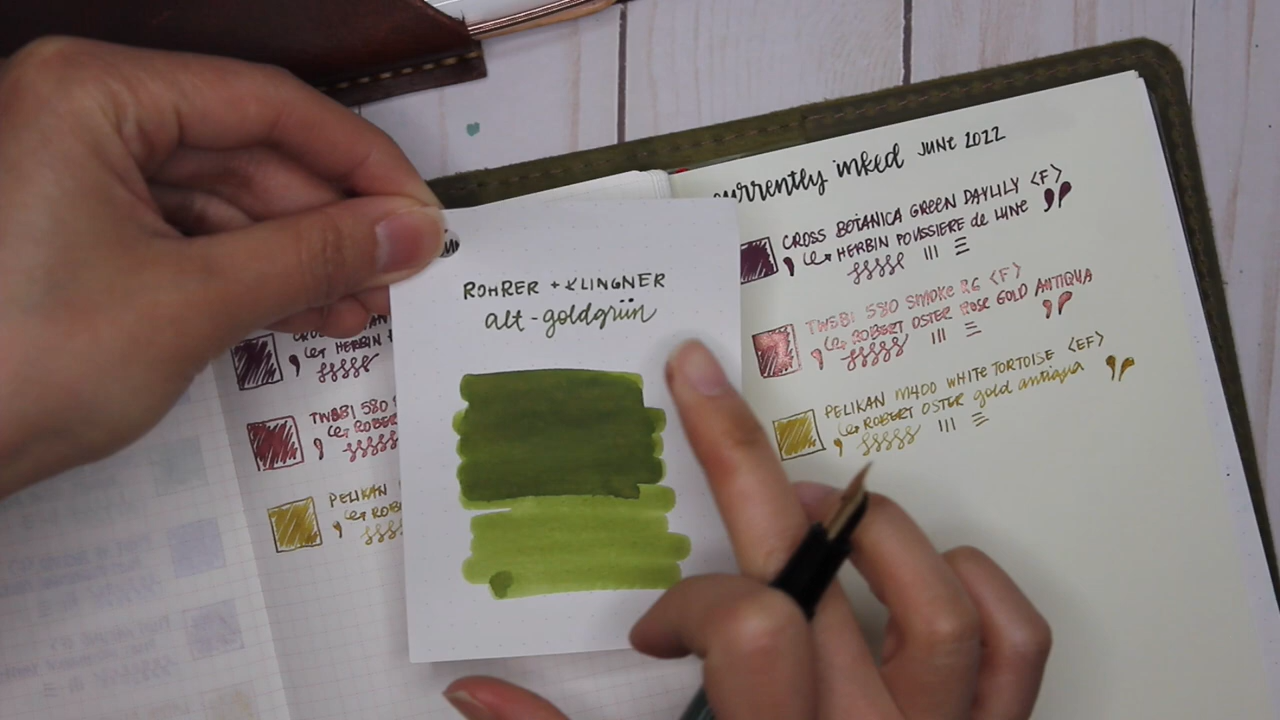 ROHRER + KLINGNER
alt-goldgrün
currently inked JUNE 2022
CROSS BOTANICA GREEN DAYLILY <F>
HERBIN POUSSIERE de LUNE
TWSBI 580 SMOKE RG <F>
ROBERT OSTER ROSE GOLD ANTIQUA
PELIKAN M400 WHITE TORTOISE <EF>
ROBERT OSTER gold antiqua
HERBIN
TWSBI 580
PELIKAN